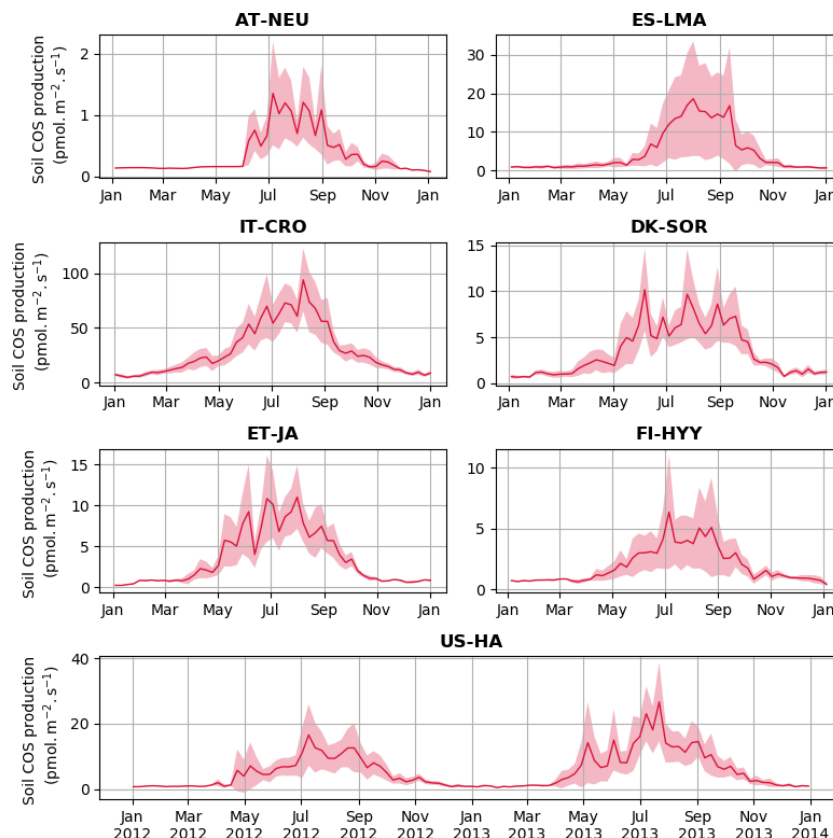 AT-NEU
ES-LMA
Soil COS production
(pmol. m⁻². s⁻¹)
2
1
0
30
20
10
0
Jan Mar May Jul Sep Nov Jan
Jan Mar May Jul Sep Nov Jan
IT-CRO
DK-SOR
Soil COS production
(pmol. m⁻². s⁻¹)
100
50
0
15
10
5
0
Jan Mar May Jul Sep Nov Jan
Jan Mar May Jul Sep Nov Jan
ET-JA
FI-HYY
Soil COS production
(pmol. m⁻². s⁻¹)
15
10
5
0
10
5
0
Jan Mar May Jul Sep Nov Jan
Jan Mar May Jul Sep Nov Jan
US-HA
Soil COS production
(pmol. m⁻². s⁻¹)
40
20
0
Jan Mar May Jul Sep Nov Jan Mar May Jul Sep Nov Jan
2012 2012 2012 2012 2012 2012 2013 2013 2013 2013 2013 2013 2014